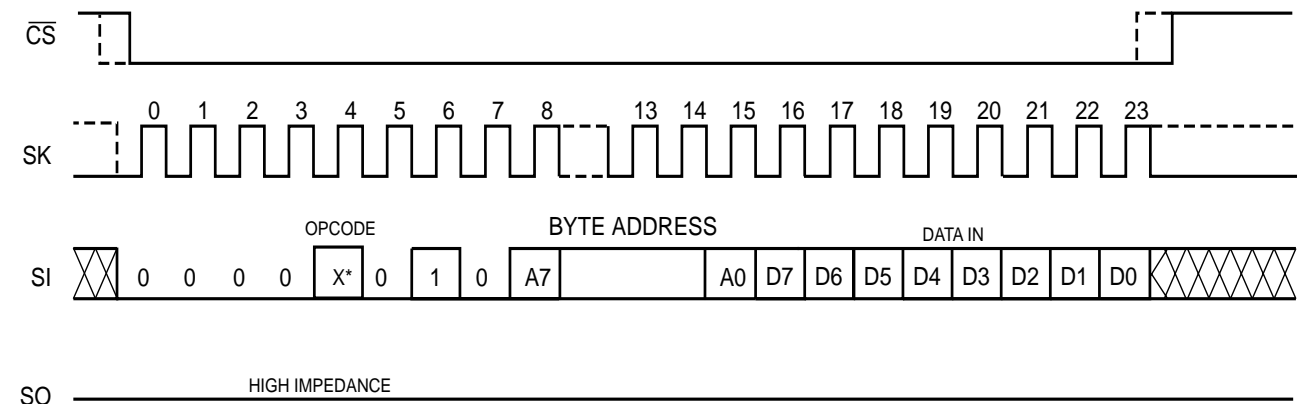 CS
0 1 2 3 4 5 6 7 8 13 14 15 16 17 18 19 20 21 22 23
SK
OPCODE BYTE ADDRESS DATA IN
SI 0 0 0 0 X* 0 1 0 A7 A0 D7 D6 D5 D4 D3 D2 D1 D0
HIGH IMPEDANCE
SO